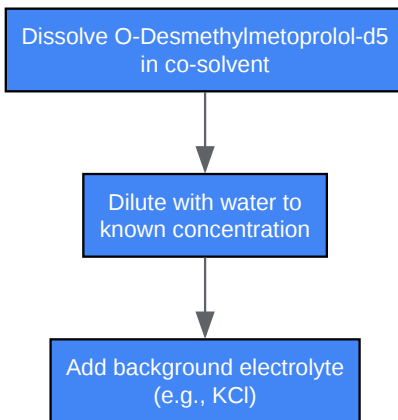 Dissolve O-Desmethylmetoprolol-d5
in co-solvent
Dilute with water to
known concentration
Add background electrolyte
(e.g., KCl)